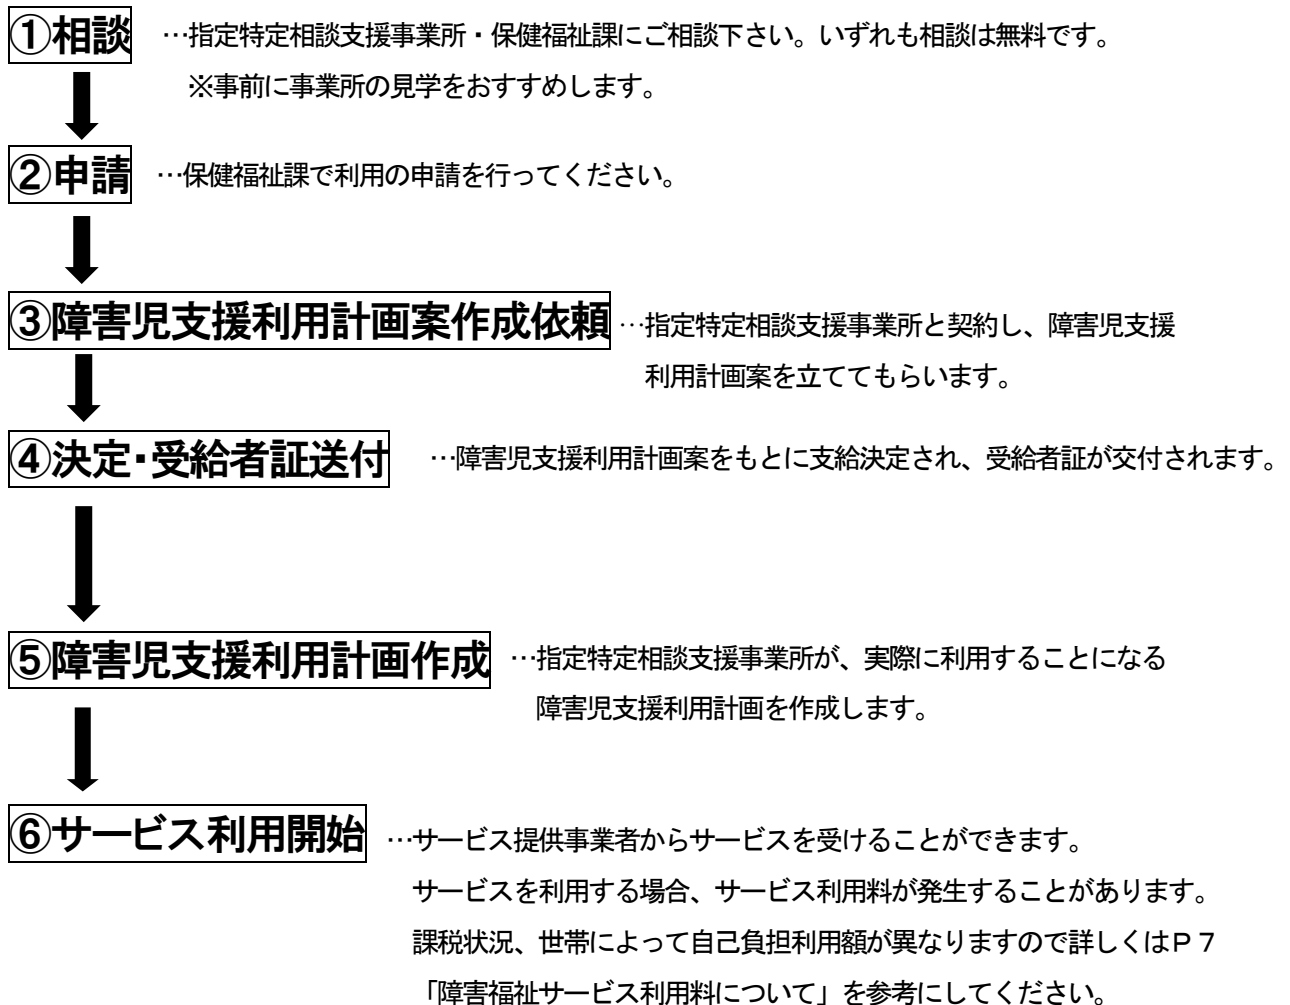 ①相談 …指定特定相談支援事業所・保健福祉課にご相談下さい。いずれも相談は無料です。
※事前に事業所の見学をおすすめします。
②申請 …保健福祉課で利用の申請を行ってください。
③障害児支援利用計画案作成依頼 …指定特定相談支援事業所と契約し、障害児支援
利用計画案を立ててもらいます。
④決定・受給者証送付 …障害児支援利用計画案をもとに支給決定され、受給者証が交付されます。
⑤障害児支援利用計画作成 …指定特定相談支援事業所が、実際に利用することになる
障害児支援利用計画を作成します。
⑥サービス利用開始 …サービス提供事業者からサービスを受けることができます。
サービスを利用する場合、サービス利用料が発生することがあります。
課税状況、世帯によって自己負担利用額が異なりますので詳しくはＰ７
「障害福祉サービス利用料について」を参考にしてください。